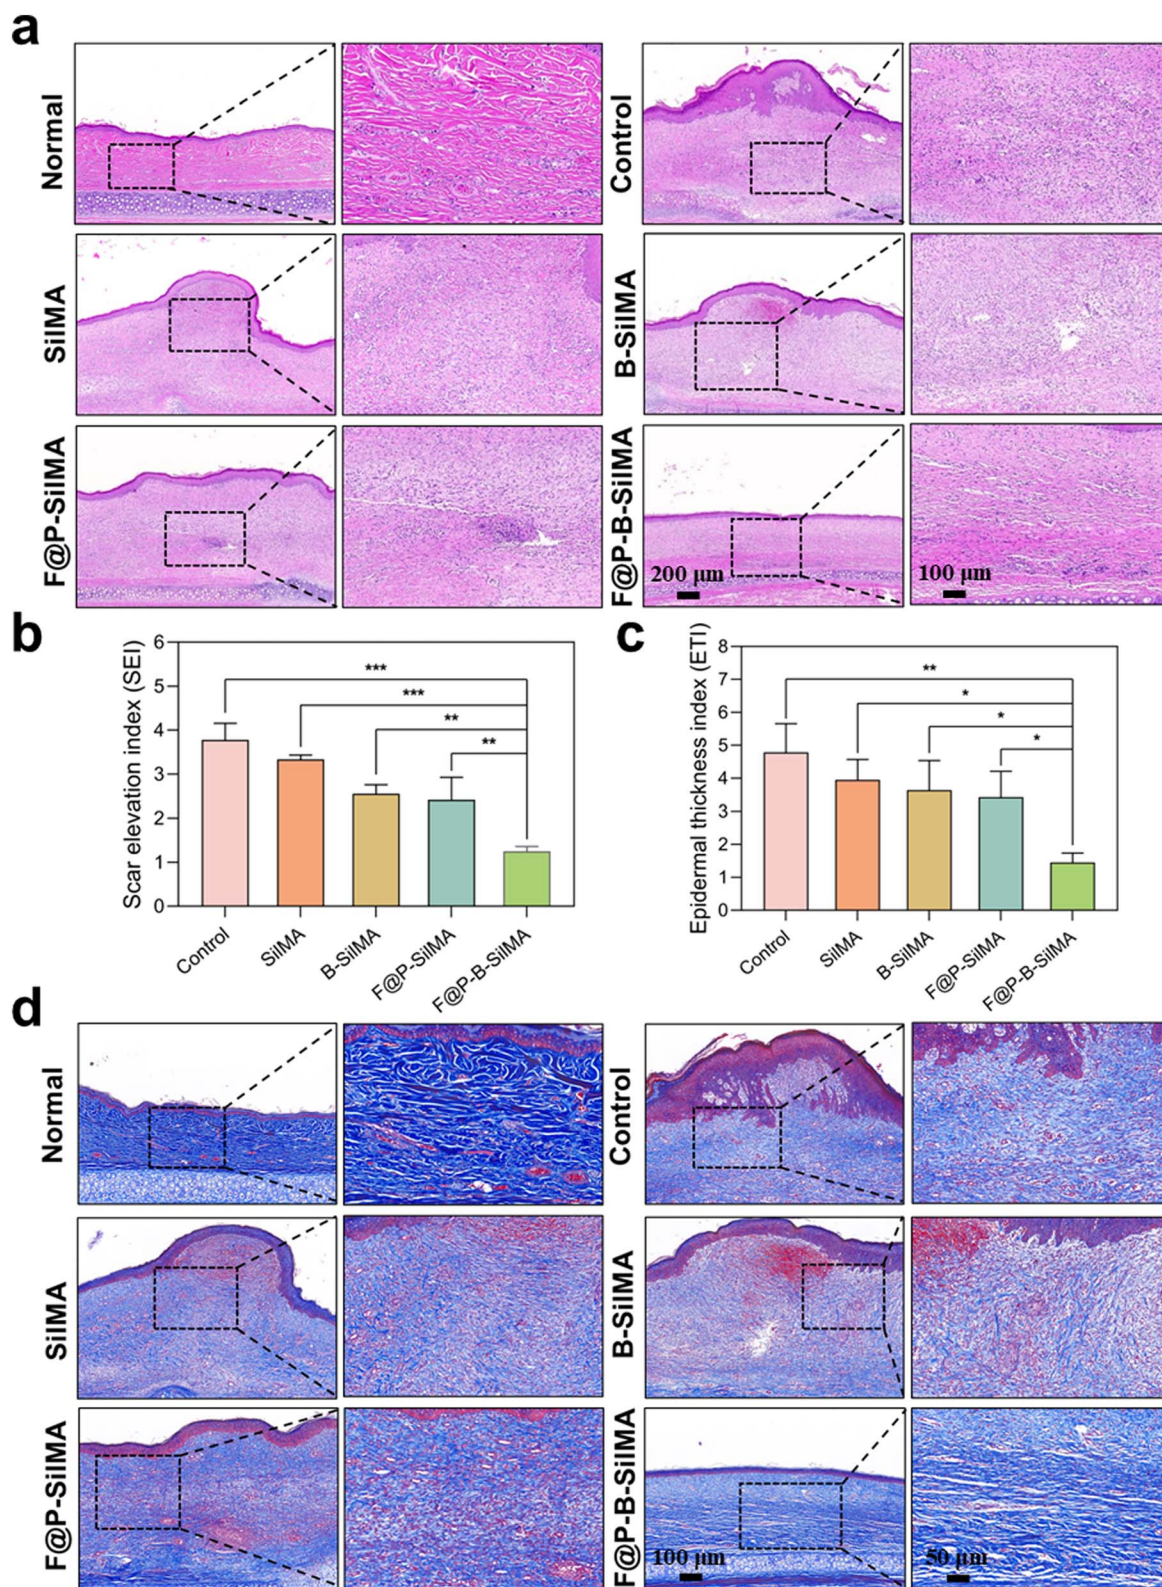 a
Normal
Control
SilMA
B-SilMA
F@P-SilMA
F@P-B-SilMA
200 μm
100 μm
b
Scar elevation index (SEI)
6
5
4
3
2
1
0
***
***
**
**
Control
SilMA
B-SilMA
F@P-SilMA
F@P-B-SilMA
c
Epidermal thickness index (ETI)
8
7
6
5
4
3
2
1
0
**
*
*
*
Control
SilMA
B-SilMA
F@P-SilMA
F@P-B-SilMA
d
Normal
Control
SilMA
B-SilMA
F@P-SilMA
F@P-B-SilMA
100 μm
50 μm